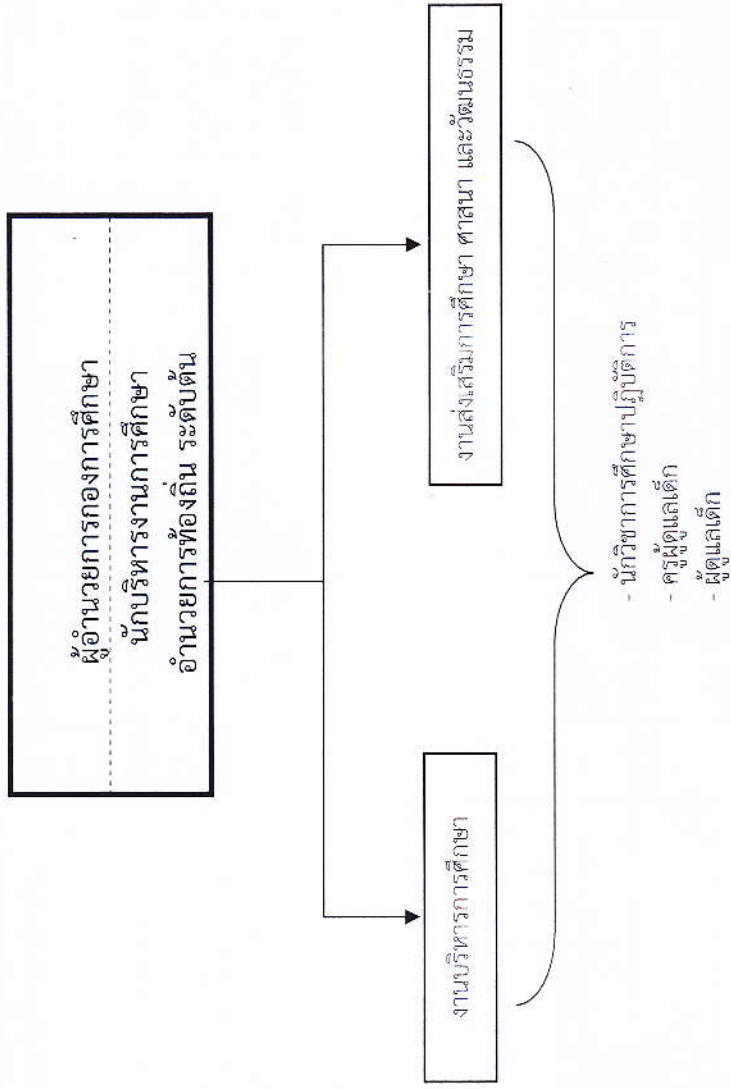 ผู้อำนวยการกองการศึกษา
นักบริหารงานการศึกษา
อำนวยการท้องถิ่น ระดับต้น
งานบริหารการศึกษา
งานส่งเสริมการศึกษา ศาสนา และวัฒนธรรม
- นักวิชาการศึกษาปฏิบัติการ
- ครูผู้ดูแลเด็ก
- ผู้ดูแลเด็ก